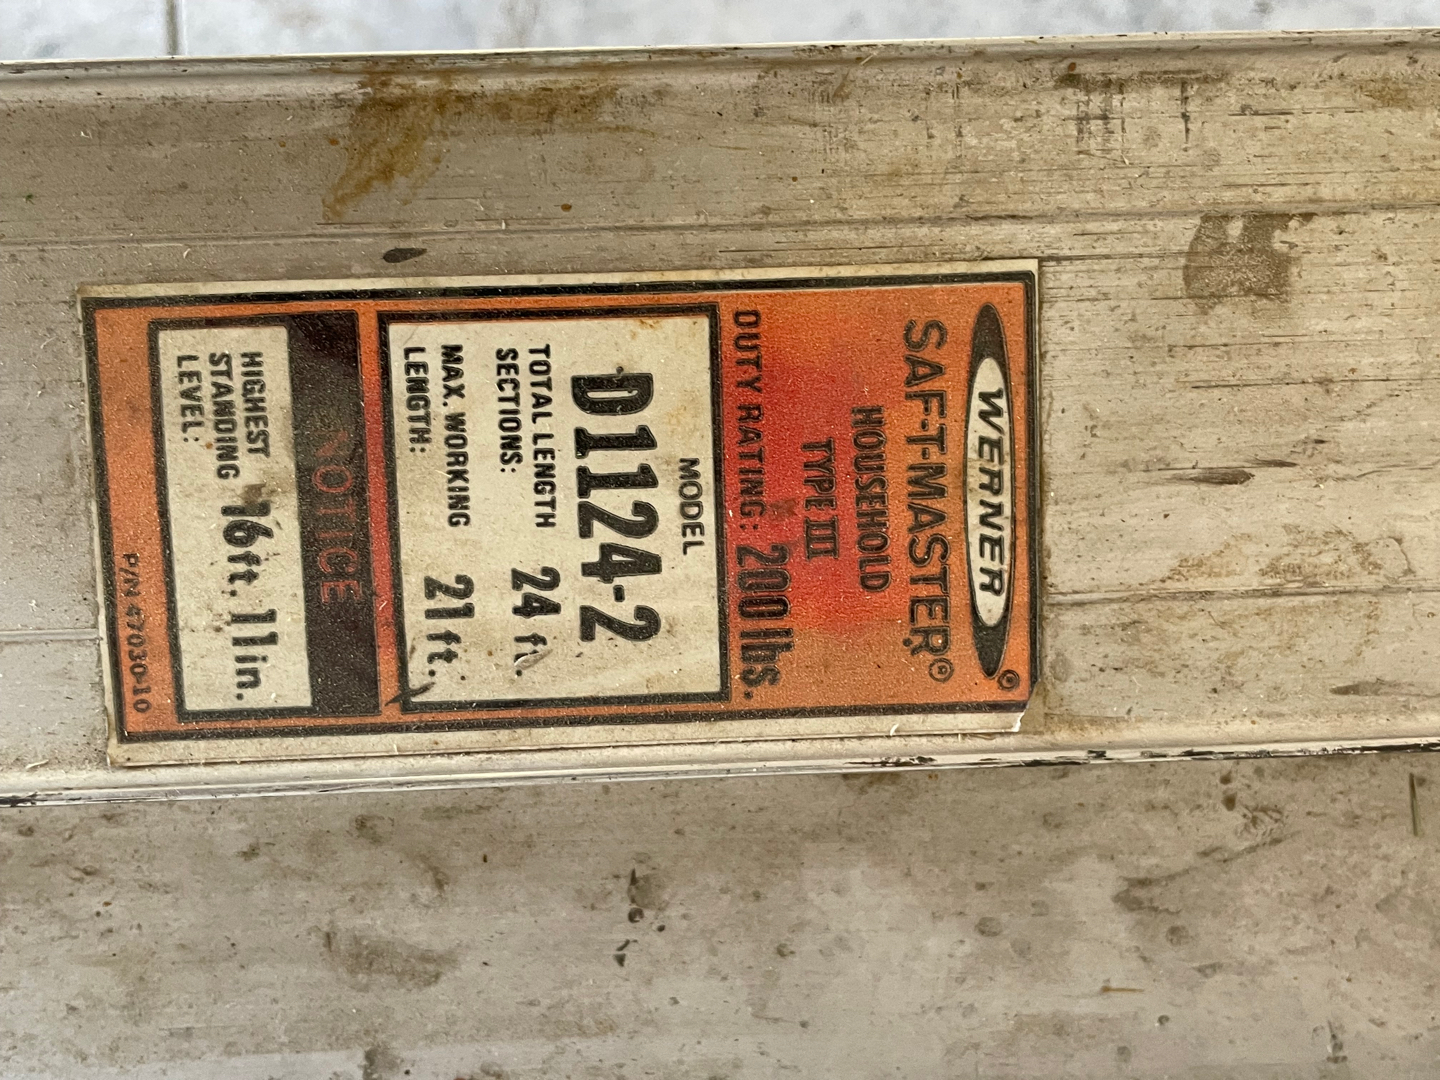 WERNER®
SAF-T-MASTER®
HOUSEHOLD
TYPE III
DUTY RATING: 200 lbs.
MODEL
D1124-2
TOTAL LENGTH
SECTIONS: 24 ft.
MAX. WORKING
LENGTH: 21 ft.
NOTICE
HIGHEST
STANDING
LEVEL: 16 ft. 11 in.
P/N 47030-10